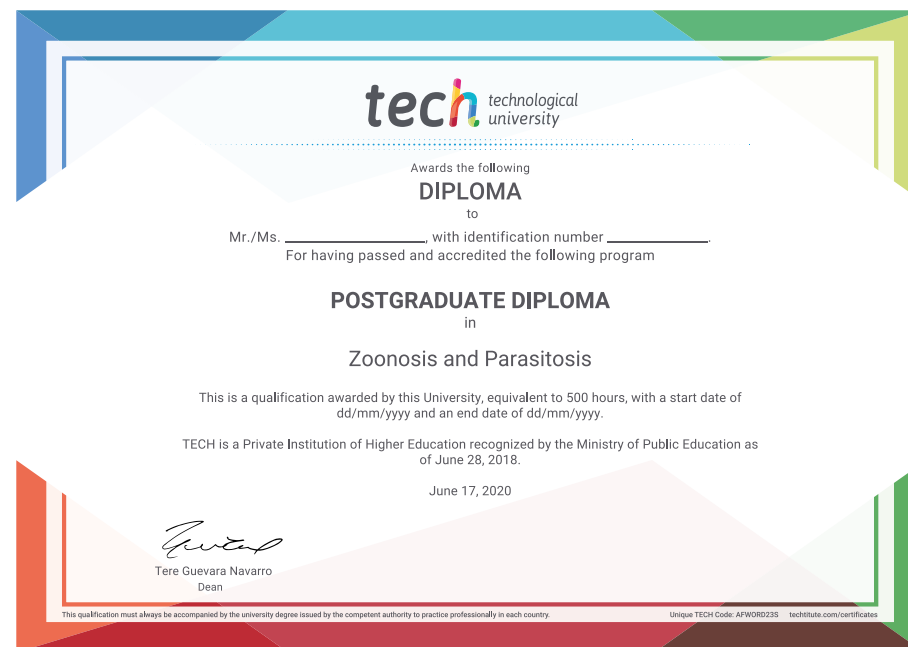 tech technological
university
Awards the following
DIPLOMA
to
Mr./Ms. ____________________, with identification number ______________.
For having passed and accredited the following program
POSTGRADUATE DIPLOMA
in
Zoonosis and Parasitosis
This is a qualification awarded by this University, equivalent to 500 hours, with a start date of
dd/mm/yyyy and an end date of dd/mm/yyyy.
TECH is a Private Institution of Higher Education recognized by the Ministry of Public Education as
of June 28, 2018.
June 17, 2020
Tere Guevara Navarro
Dean
This qualification must always be accompanied by the university degree issued by the competent authority to practice professionally in each country. Unique TECH Code: AFWORD23S techtitute.com/certificates